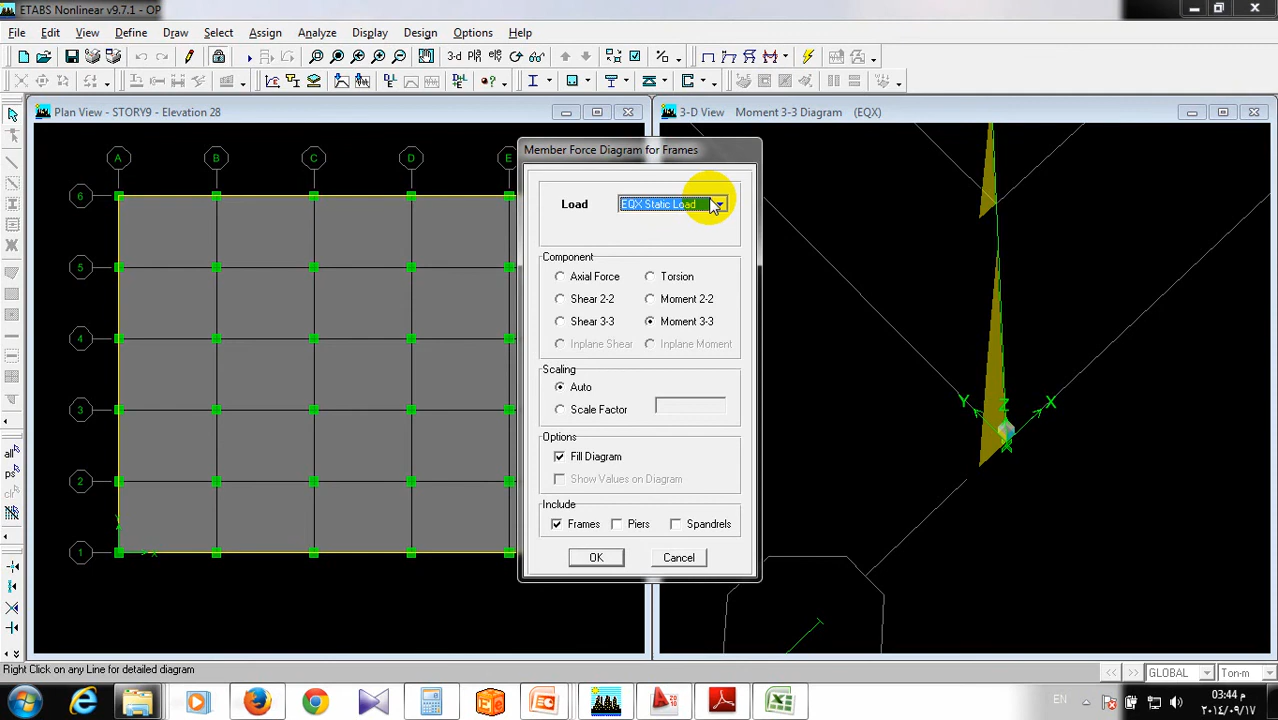 ETABS Nonlinear v9.7.1 - OP
File Edit View Define Draw Select Assign Analyze Display Design Options Help
3-d
Plan View - STORY9 - Elevation 28
3-D View Moment 3-3 Diagram (EQX)
A B C D E
6
5
4
3
2
1
Y
X
Member Force Diagram for Frames
Load EQX Static Load
Component
Axial Force Torsion
Shear 2-2 Moment 2-2
Shear 3-3 Moment 3-3
Inplane Shear Inplane Moment
Scaling
Auto
Scale Factor
Options
Fill Diagram
Show Values on Diagram
Include
Frames Piers Spandrels
OK Cancel
Y Z X
all
ps
clr
Right Click on any Line for detailed diagram
GLOBAL Ton-m
EN
03:44 م
٢٠١٤/٠٩/١٧